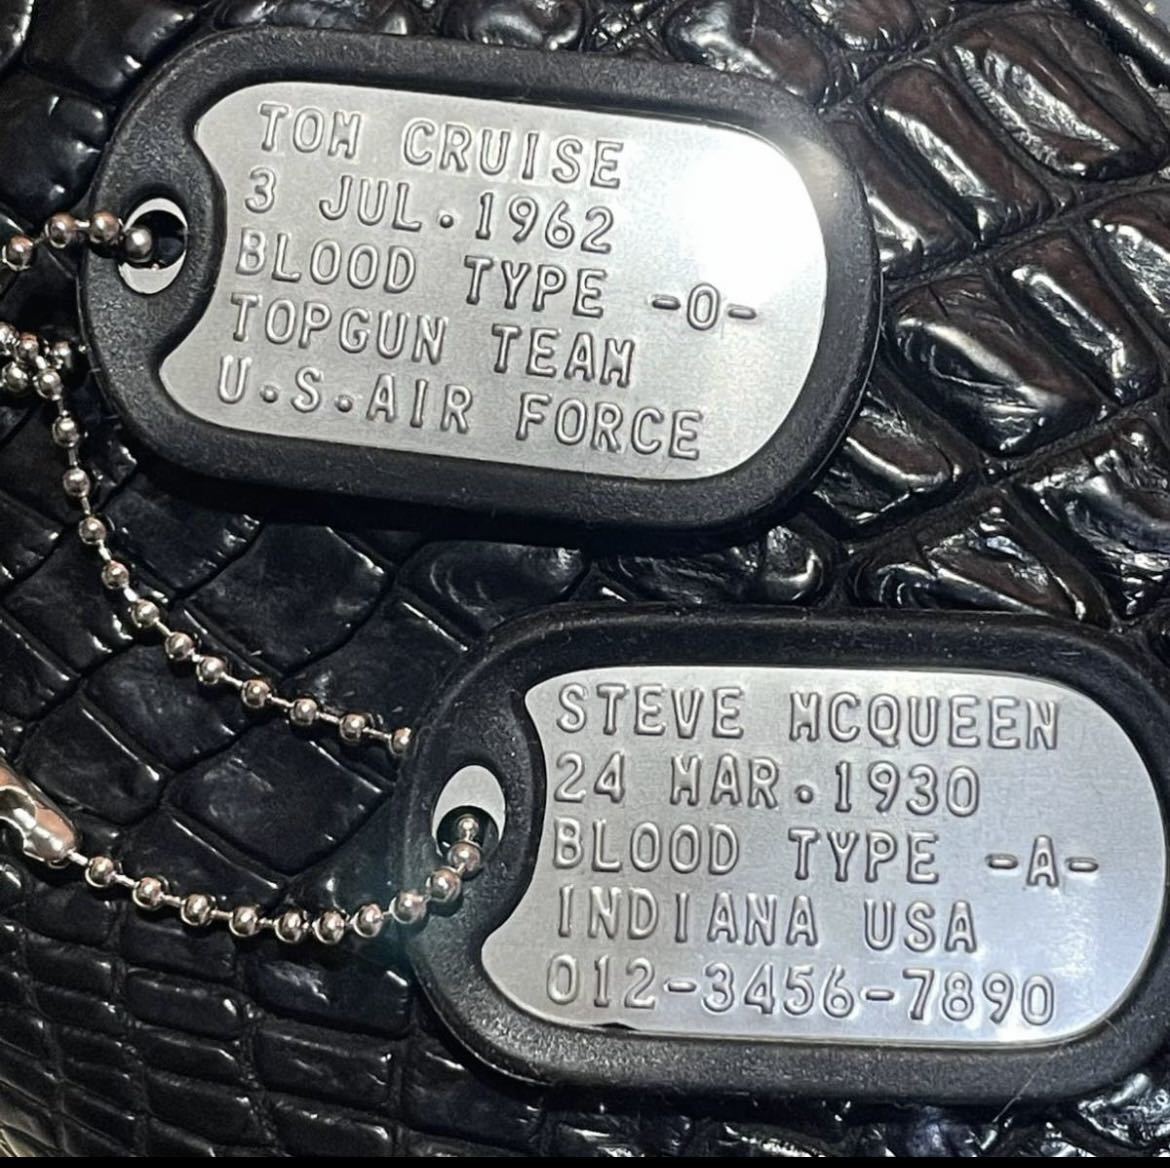 TOM CRUISE
3 JUL.1962
BLOOD TYPE -O-
TOPGUN TEAM
U.S.AIR FORCE
STEVE MCQUEEN
24 MAR.1930
BLOOD TYPE -A-
INDIANA USA
012-3456-7890